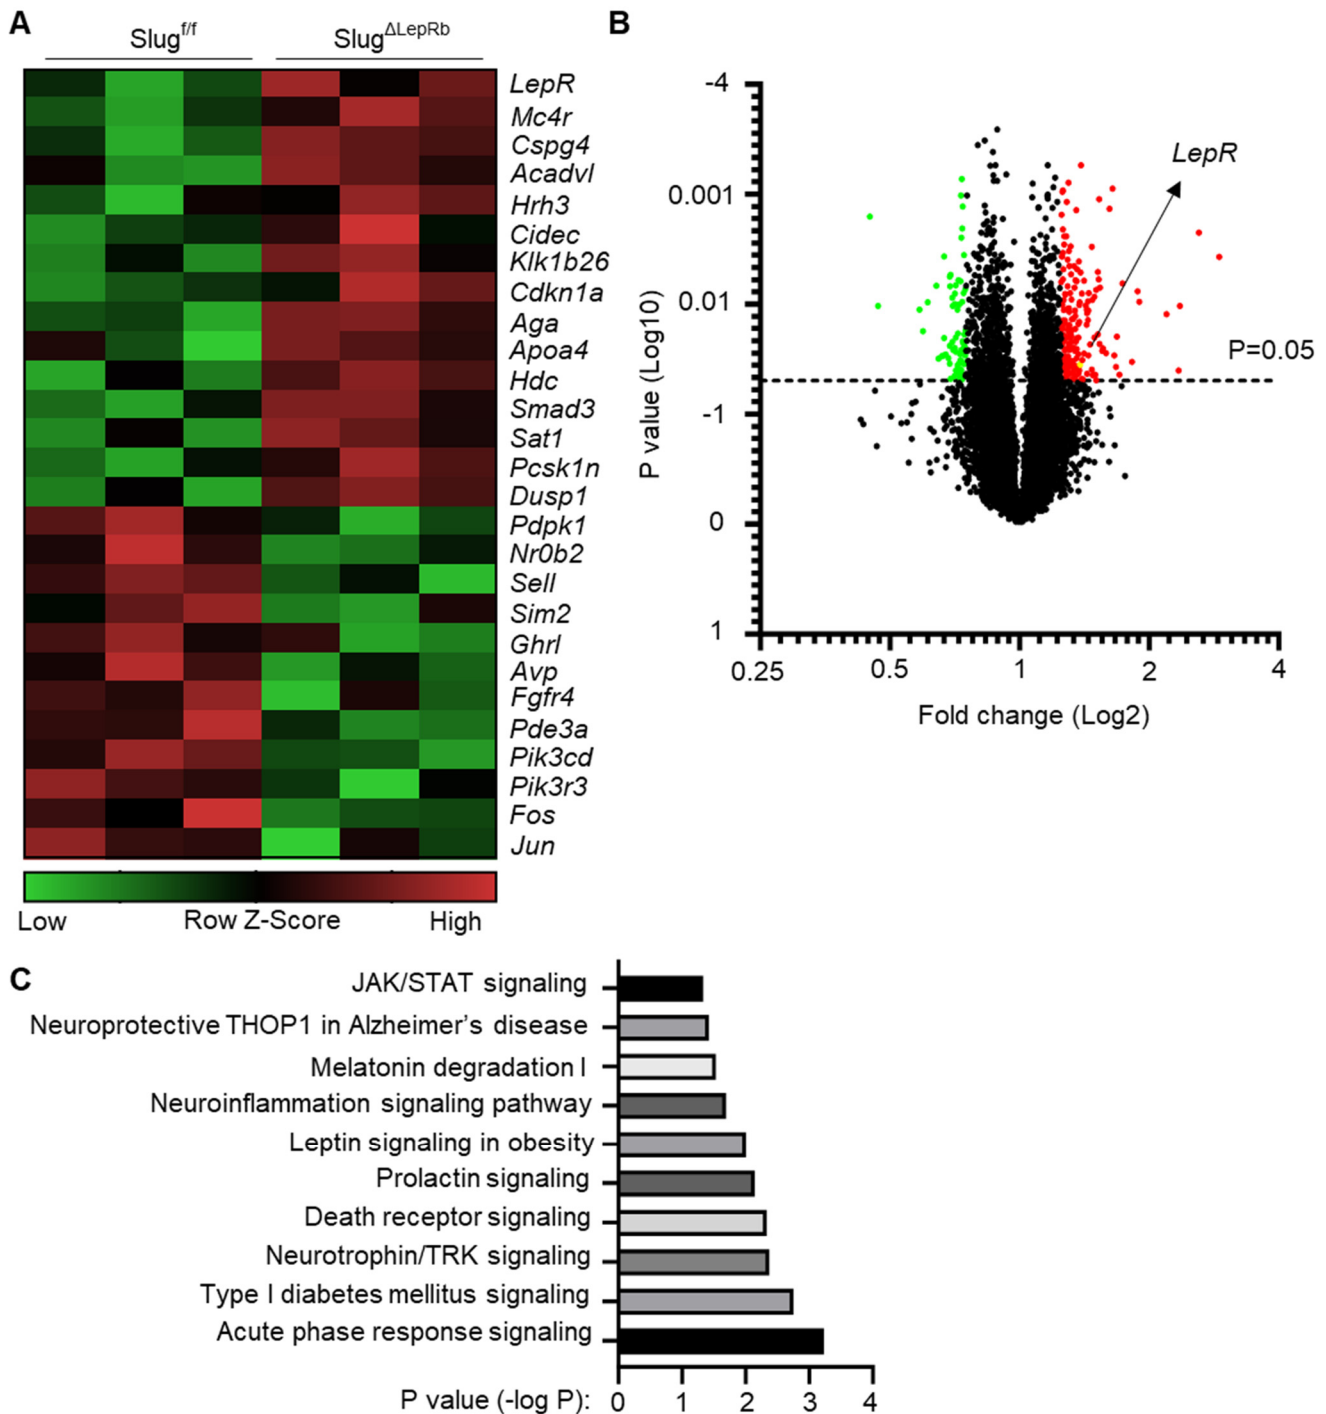 A
Slug^f/f Slug^ΔLepRb
LepR
Mc4r
Cspg4
Acadvl
Hrh3
Cidec
Klk1b26
Cdkn1a
Aga
Apoa4
Hdc
Smad3
Sat1
Pcsk1n
Dusp1
Pdpk1
Nr0b2
Sell
Sim2
Ghrl
Avp
Fgfr4
Pde3a
Pik3cd
Pik3r3
Fos
Jun
Low Row Z-Score High
B
P value (Log10)
-4
0.001
0.01
-1
0
1
LepR
P=0.05
0.25 0.5 1 2 4
Fold change (Log2)
C
JAK/STAT signaling
Neuroprotective THOP1 in Alzheimer’s disease
Melatonin degradation I
Neuroinflammation signaling pathway
Leptin signaling in obesity
Prolactin signaling
Death receptor signaling
Neurotrophin/TRK signaling
Type I diabetes mellitus signaling
Acute phase response signaling
P value (-log P): 0 1 2 3 4